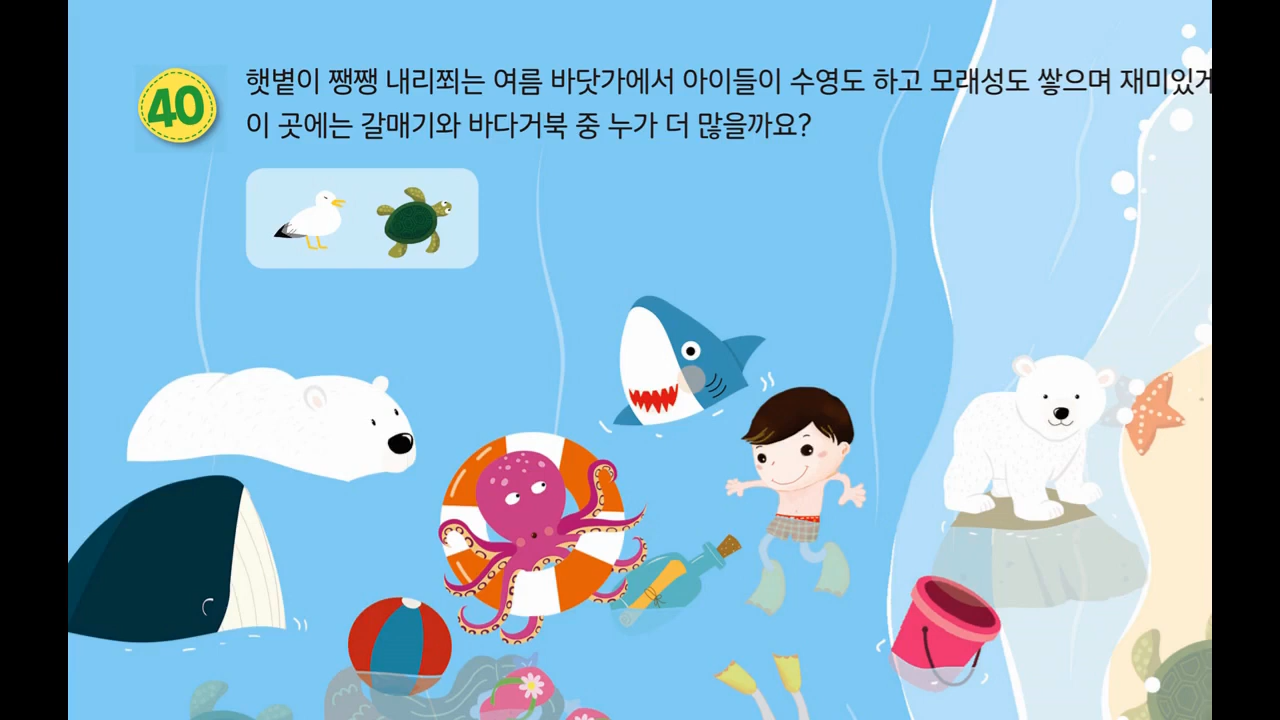 40
햇볕이 쨍쨍 내리쬐는 여름 바닷가에서 아이들이 수영도 하고 모래성도 쌓으며 재미있게
이 곳에는 갈매기와 바다거북 중 누가 더 많을까요?